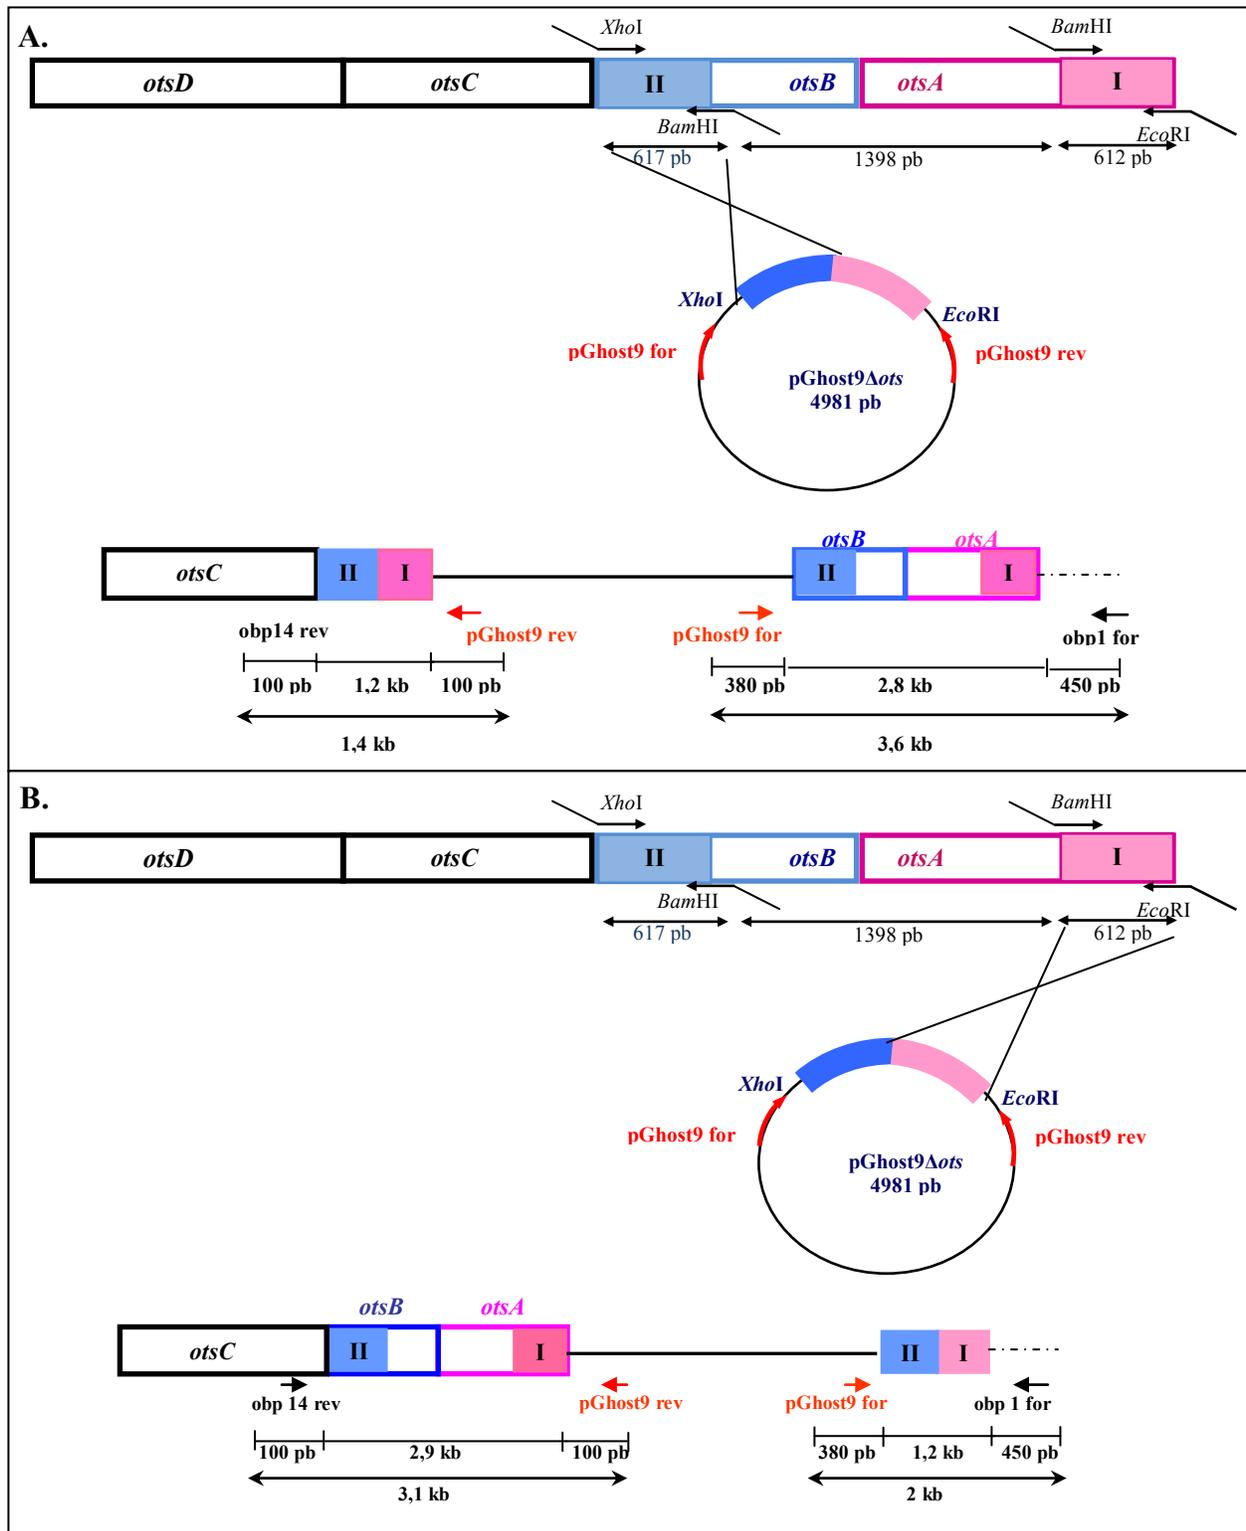 A.
XhoI
BamHI
otsD otsC II otsB otsA I
BamHI EcoRI
617 pb 1398 pb 612 pb
XhoI EcoRI
pGhost9 for pGhost9 rev
pGhost9Δots
4981 pb
otsB otsA
otsC II I II I
obp14 rev pGhost9 rev pGhost9 for obp1 for
100 pb 1,2 kb 100 pb 380 pb 2,8 kb 450 pb
1,4 kb 3,6 kb
B.
XhoI
BamHI
otsD otsC II otsB otsA I
BamHI EcoRI
617 pb 1398 pb 612 pb
XhoI EcoRI
pGhost9 for pGhost9 rev
pGhost9Δots
4981 pb
otsB otsA
otsC II I II I
obp 14 rev pGhost9 rev pGhost9 for obp 1 for
100 pb 2,9 kb 100 pb 380 pb 1,2 kb 450 pb
3,1 kb 2 kb